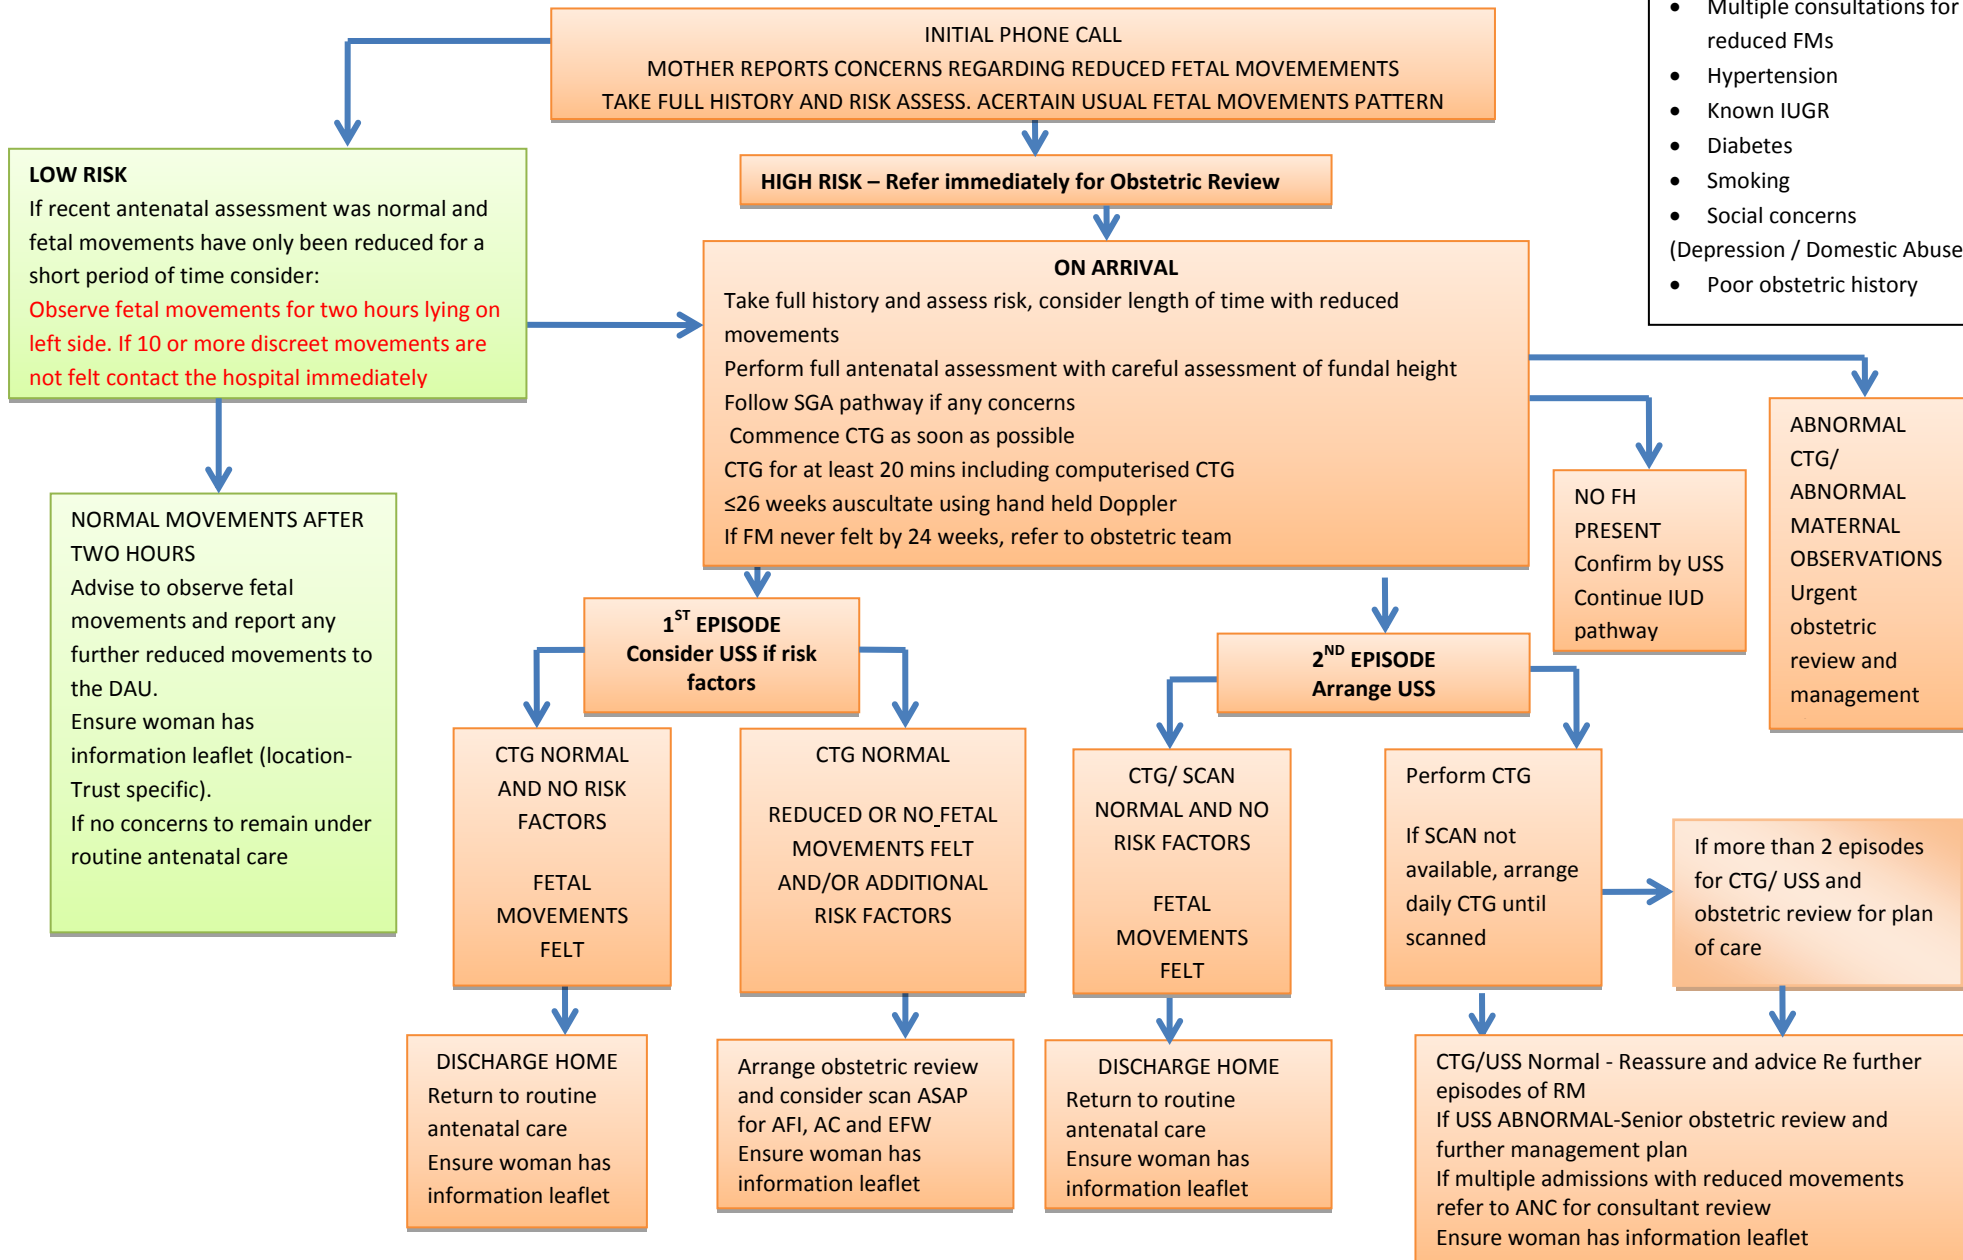 INITIAL PHONE CALL
MOTHER REPORTS CONCERNS REGARDING REDUCED FETAL MOVEMEMENTS
TAKE FULL HISTORY AND RISK ASSESS. ACERTAIN USUAL FETAL MOVEMENTS PATTERN
• Multiple consultations for
reduced FMs
• Hypertension
• Known IUGR
• Diabetes
• Smoking
• Social concerns
(Depression / Domestic Abuse
• Poor obstetric history
LOW RISK
If recent antenatal assessment was normal and
fetal movements have only been reduced for a
short period of time consider:
Observe fetal movements for two hours lying on
left side. If 10 or more discreet movements are
not felt contact the hospital immediately
HIGH RISK – Refer immediately for Obstetric Review
ON ARRIVAL
Take full history and assess risk, consider length of time with reduced
movements
Perform full antenatal assessment with careful assessment of fundal height
Follow SGA pathway if any concerns
Commence CTG as soon as possible
CTG for at least 20 mins including computerised CTG
≤26 weeks auscultate using hand held Doppler
If FM never felt by 24 weeks, refer to obstetric team
NORMAL MOVEMENTS AFTER
TWO HOURS
Advise to observe fetal
movements and report any
further reduced movements to
the DAU.
Ensure woman has
information leaflet (location-
Trust specific).
If no concerns to remain under
routine antenatal care
NO FH
PRESENT
Confirm by USS
Continue IUD
pathway
ABNORMAL
CTG/
ABNORMAL
MATERNAL
OBSERVATIONS
Urgent
obstetric
review and
management
1ST EPISODE
Consider USS if risk
factors
2ND EPISODE
Arrange USS
CTG NORMAL
AND NO RISK
FACTORS
FETAL
MOVEMENTS
FELT
CTG NORMAL
REDUCED OR NO FETAL
MOVEMENTS FELT
AND/OR ADDITIONAL
RISK FACTORS
CTG/ SCAN
NORMAL AND NO
RISK FACTORS
FETAL
MOVEMENTS
FELT
Perform CTG
If SCAN not
available, arrange
daily CTG until
scanned
If more than 2 episodes
for CTG/ USS and
obstetric review for plan
of care
DISCHARGE HOME
Return to routine
antenatal care
Ensure woman has
information leaflet
Arrange obstetric review
and consider scan ASAP
for AFI, AC and EFW
Ensure woman has
information leaflet
DISCHARGE HOME
Return to routine
antenatal care
Ensure woman has
information leaflet
CTG/USS Normal - Reassure and advice Re further
episodes of RM
If USS ABNORMAL-Senior obstetric review and
further management plan
If multiple admissions with reduced movements
refer to ANC for consultant review
Ensure woman has information leaflet